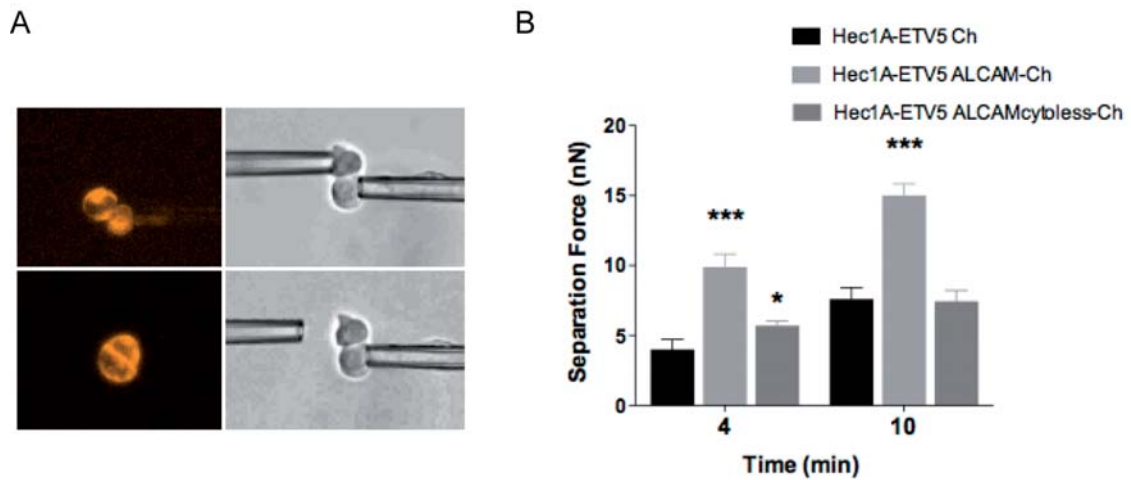 A
B
Hec1A-ETV5 Ch
Hec1A-ETV5 ALCAM-Ch
Hec1A-ETV5 ALCAMcytoless-Ch
Separation Force (nN)
20
15
10
5
0
***
*
***
4
10
Time (min)